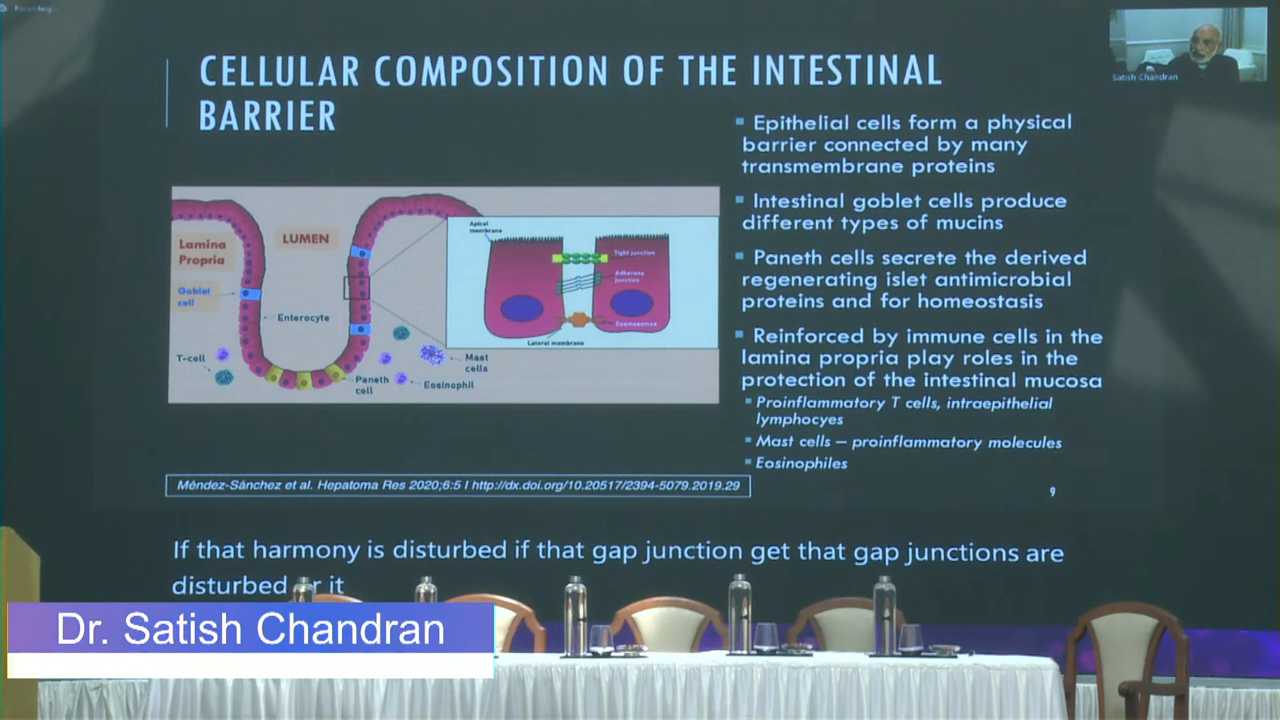 Recording...
Satish Chandran
CELLULAR COMPOSITION OF THE INTESTINAL
BARRIER
Epithelial cells form a physical
barrier connected by many
transmembrane proteins
Intestinal goblet cells produce
different types of mucins
Paneth cells secrete the derived
regenerating islet antimicrobial
proteins and for homeostasis
Reinforced by immune cells in the
lamina propria play roles in the
protection of the intestinal mucosa
Proinflammatory T cells, intraepithelial
lymphocyes
Mast cells – proinflammatory molecules
Eosinophiles
Lamina
Propria
LUMEN
Goblet
cell
Enterocyte
T-cell
Paneth
cell
Mast
cells
Eosinophil
Apical
membrane
Tight junction
Adherens
junction
Desmosomes
Lateral membrane
Méndez-Sánchez et al. Hepatoma Res 2020;6:5 I http://dx.doi.org/10.20517/2394-5079.2019.29
9
If that harmony is disturbed if that gap junction get that gap junctions are
disturbed or it
Dr. Satish Chandran